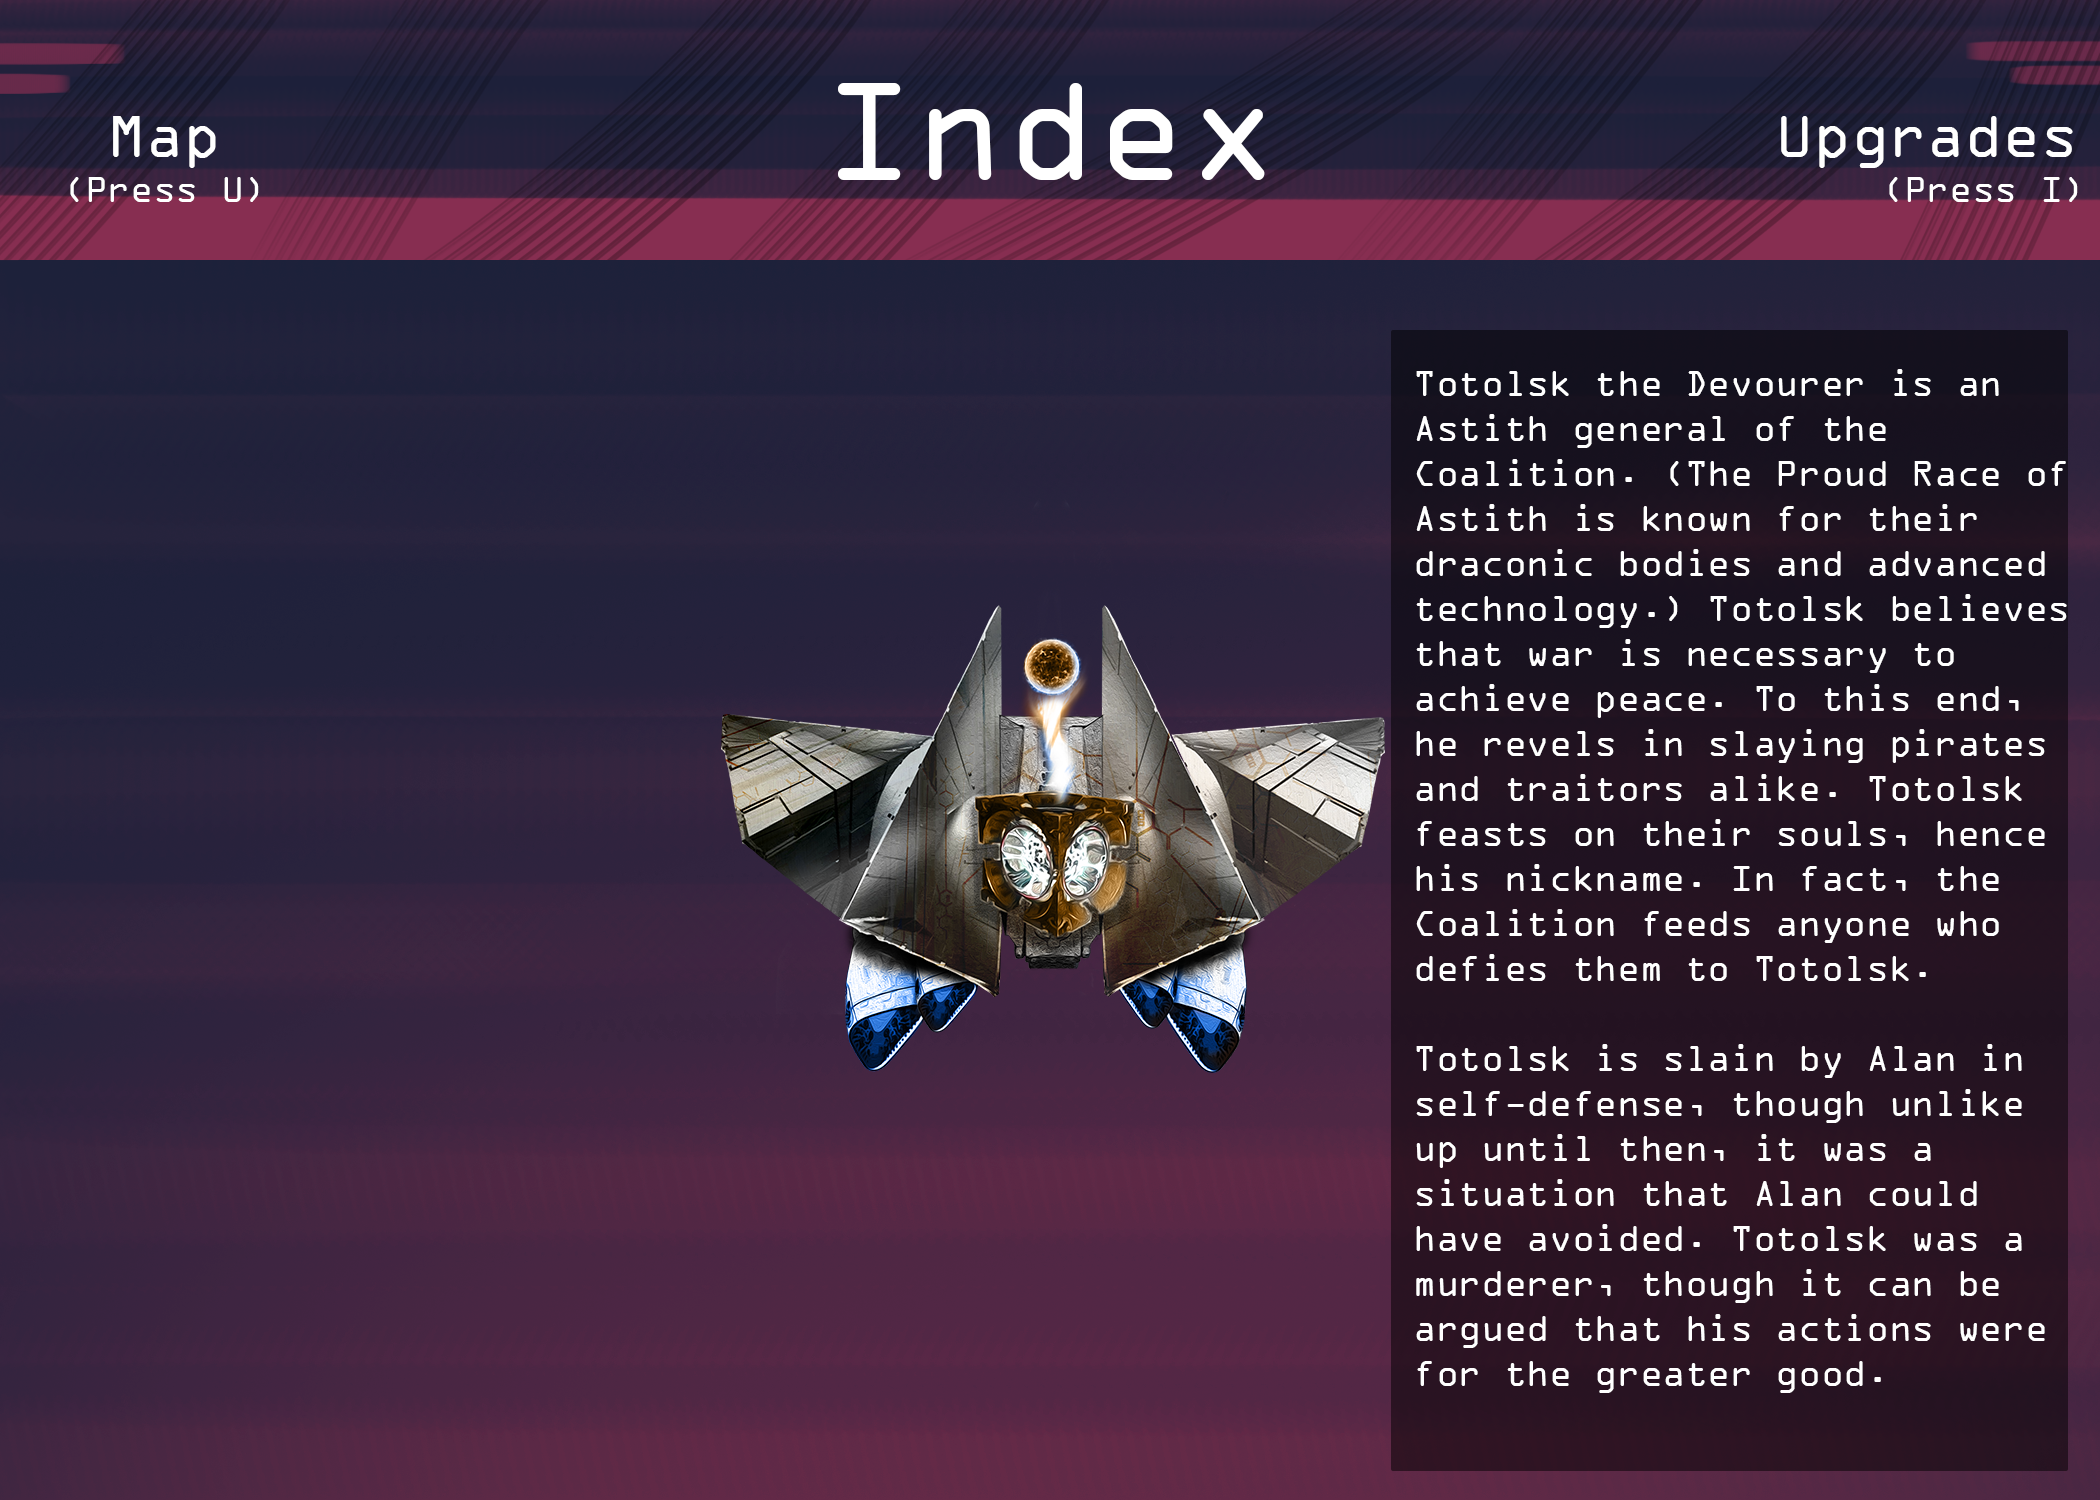 Index
Map
(Press U)
Upgrades
(Press I)
Totolsk the Devourer is an
Astith general of the
Coalition. (The Proud Race of
Astith is known for their
draconic bodies and advanced
technology.) Totolsk believes
that war is necessary to
achieve peace. To this end,
he revels in slaying pirates
and traitors alike. Totolsk
feasts on their souls, hence
his nickname. In fact, the
Coalition feeds anyone who
defies them to Totolsk.
Totolsk is slain by Alan in
self-defense, though unlike
up until then, it was a
situation that Alan could
have avoided. Totolsk was a
murderer, though it can be
argued that his actions were
for the greater good.